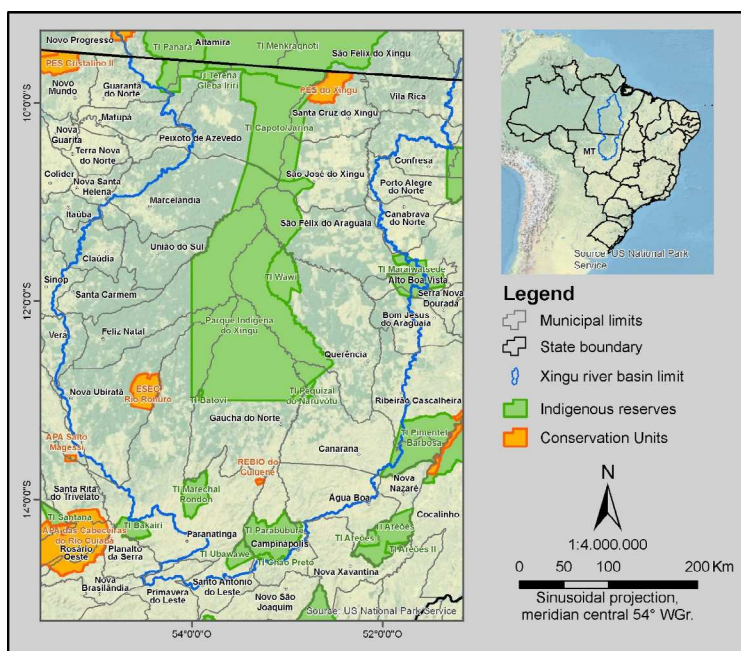 Novo Progresso
Altamira
TI Panará
TI Menkragnoti
São Félix do Xingu
PES Cristalino II
TI Terena
Gleba Iriri
PES do Xingu
Novo
Mundo
Guarantã
do Norte
Vila Rica
10°0'0"S
Matupá
Santa Cruz do Xingu
Nova
Guarita
Peixoto de Azevedo
TI Capoto/Jarina
Terra Nova
do Norte
Confresa
Colider
Nova Santa
Helena
São José do Xingu
Porto Alegre
do Norte
Marcelândia
Itaúba
São Félix do Araguaia
Canabrava
do Norte
União do Sul
Cláudia
TI Maraiwatsede
Sinop
TI Wawi
Alto Boa Vista
Santa Carmem
Serra Nova
Dourada
12°0'0"S
Vera
Parque Indígena
do Xingu
Bom Jesus
do Araguaia
Feliz Natal
Querência
ESEC
Rio Ronuro
Nova Ubiratã
TI Batovi
TI Pequizal
do Naruvôtu
Ribeirão Cascalheira
Gaúcha do Norte
APA Salto
Magessi
TI Pimentel
Barbosa
REBIO do
Culuene
Canarana
Santa Rita
do Trivelato
TI Marechal
Rondon
Nova
Nazaré
14°0'0"S
Água Boa
Cocalinho
TI Santana
TI Bakairi
TI Parabubure
TI Areões
APA das Cabeceiras
do Rio Cuiabá
Paranatinga
Campinápolis
TI Areões
Rosário
Oeste
Planalto
da Serra
TI Ubawawe
TI Chão Preto
TI Areões II
Nova
Brasilândia
Santo Antonio
do Leste
Nova Xavantina
Primavera
do Leste
Novo São
Joaquim
Source: US National Park Service
54°0'0"O
52°0'0"O
MT
Source: US National Park
Service
Legend
Municipal limits
State boundary
Xingu river basin limit
Indigenous reserves
Conservation Units
N
1:4.000.000
0 50 100 200 Km
Sinusoidal projection,
meridian central 54° WGr.